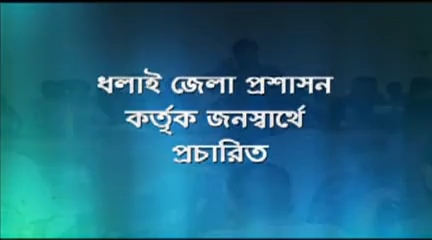 ধলাই জেলা প্রশাসন
কর্তৃক জনস্বার্থে
প্রচারিত